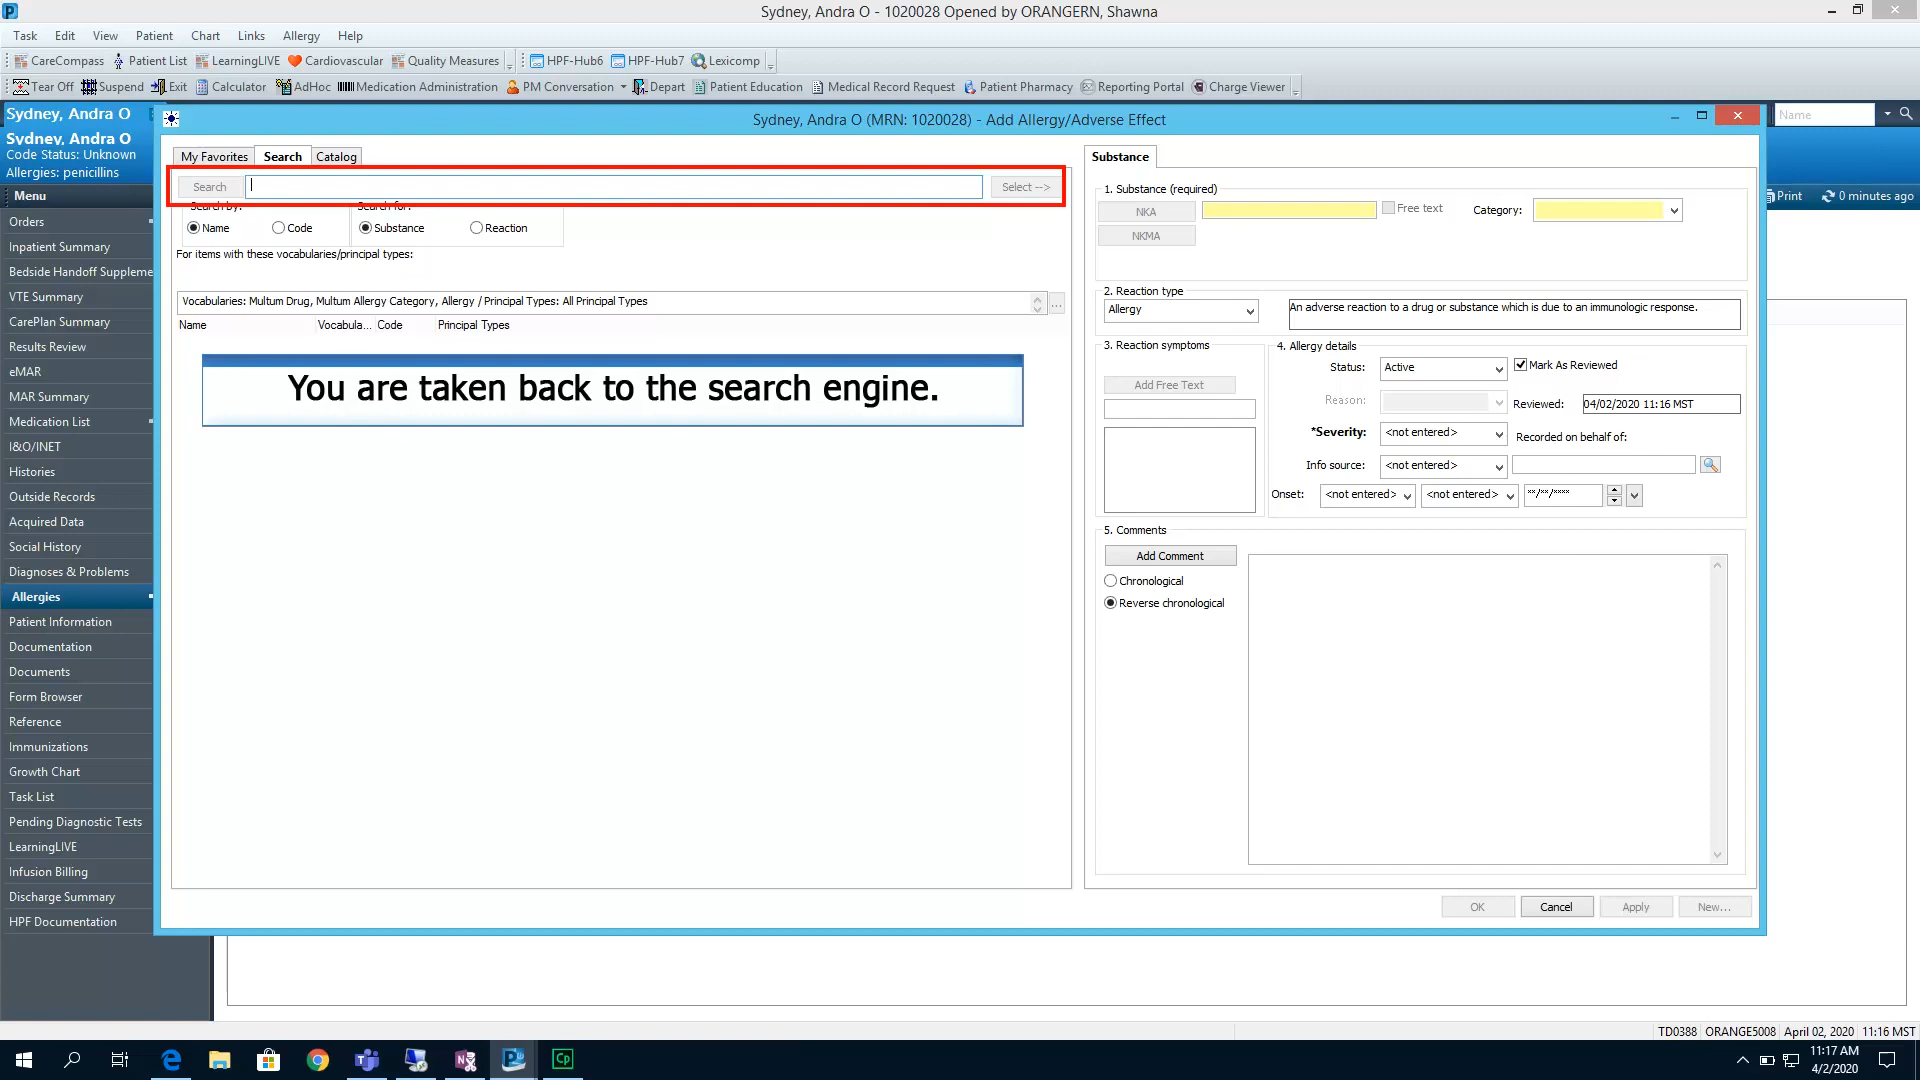 Sydney, Andra O - 1020028 Opened by ORANGERN, Shawna
Task Edit View Patient Chart Links Allergy Help
CareCompass Patient List LearningLIVE Cardiovascular Quality Measures HPF-Hub6 HPF-Hub7 Lexicomp
Tear Off Suspend Exit Calculator AdHoc Medication Administration PM Conversation Depart Patient Education Medical Record Request Patient Pharmacy Reporting Portal Charge Viewer
Sydney, Andra O
Sydney, Andra O
Code Status: Unknown
Allergies: penicillins
Name
Print 0 minutes ago
Menu
Orders
Inpatient Summary
Bedside Handoff Suppleme
VTE Summary
CarePlan Summary
Results Review
eMAR
MAR Summary
Medication List
I&O/INET
Histories
Outside Records
Acquired Data
Social History
Diagnoses & Problems
Allergies
Patient Information
Documentation
Documents
Form Browser
Reference
Immunizations
Growth Chart
Task List
Pending Diagnostic Tests
LearningLIVE
Infusion Billing
Discharge Summary
HPF Documentation
Sydney, Andra O (MRN: 1020028) - Add Allergy/Adverse Effect
My Favorites Search Catalog
Search Select -->
Search by: Search for:
Name Code Substance Reaction
For items with these vocabularies/principal types:
Vocabularies: Multum Drug, Multum Allergy Category, Allergy / Principal Types: All Principal Types
...
Name Vocabula... Code Principal Types
You are taken back to the search engine.
Substance
1. Substance (required)
NKA Free text Category:
NKMA
2. Reaction type
Allergy
An adverse reaction to a drug or substance which is due to an immunologic response.
3. Reaction symptoms
Add Free Text
4. Allergy details
Status: Active Mark As Reviewed
Reason: Reviewed: 04/02/2020 11:16 MST
*Severity: <not entered> Recorded on behalf of:
Info source: <not entered>
Onset: <not entered> <not entered> **/**/****
5. Comments
Add Comment
Chronological
Reverse chronological
OK Cancel Apply New...
TD0388 ORANGE5008 April 02, 2020 11:16 MST
Cp
11:17 AM
4/2/2020